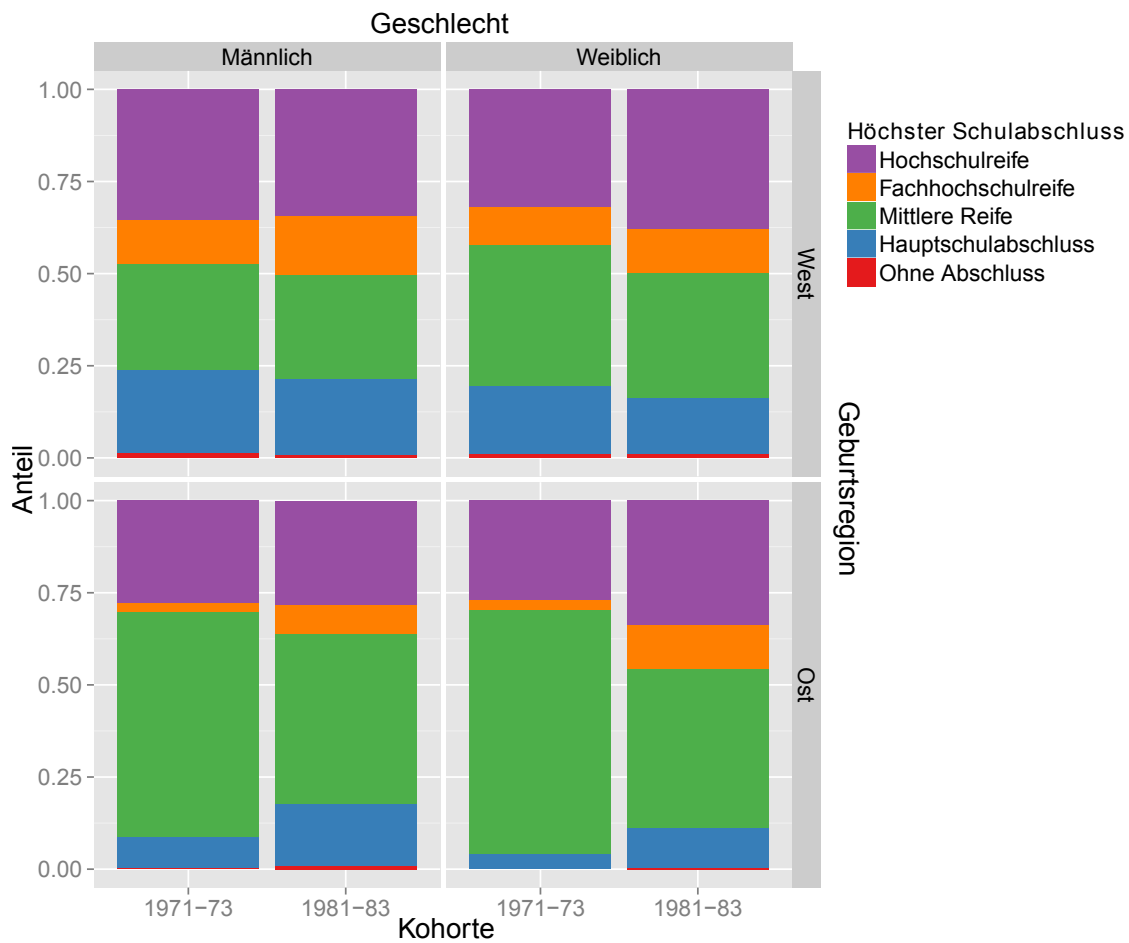 Geschlecht
Männlich Weiblich
1.00
0.75
0.50
0.25
0.00
West
1.00
0.75
0.50
0.25
0.00
Ost
Anteil
1971−73 1981−83 1971−73 1981−83
Kohorte
Geburtsregion
Höchster Schulabschluss
Hochschulreife
Fachhochschulreife
Mittlere Reife
Hauptschulabschluss
Ohne Abschluss